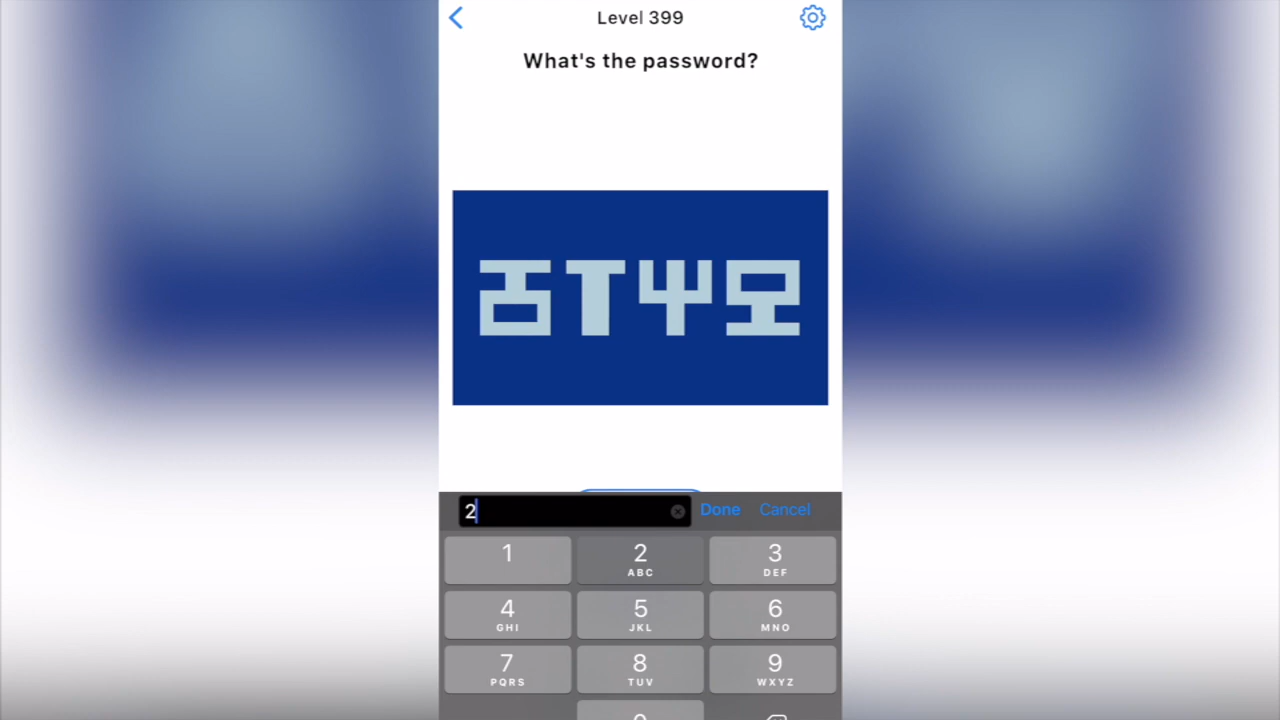 Level 399
What's the password?
2
Done
Cancel
1
2
ABC
3
DEF
4
GHI
5
JKL
6
MNO
7
PQRS
8
TUV
9
WXYZ